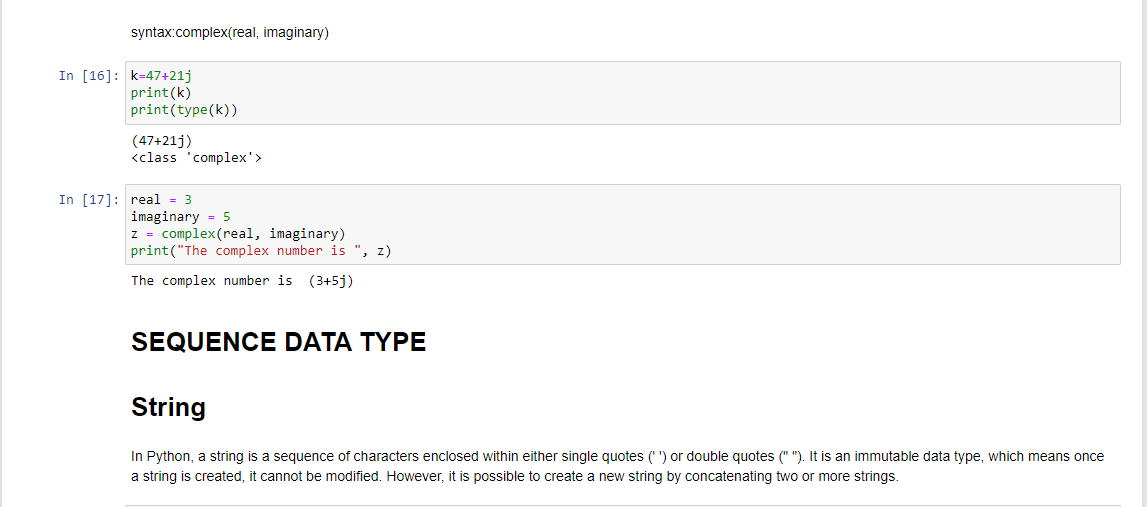 syntax:complex(real, imaginary)
In [16]: k=47+21j
print(k)
print(type(k))
(47+21j)
<class 'complex'>
In [17]: real = 3
imaginary = 5
z = complex(real, imaginary)
print("The complex number is ", z)
The complex number is  (3+5j)
SEQUENCE DATA TYPE
String
In Python, a string is a sequence of characters enclosed within either single quotes (' ') or double quotes (" "). It is an immutable data type, which means once
a string is created, it cannot be modified. However, it is possible to create a new string by concatenating two or more strings.